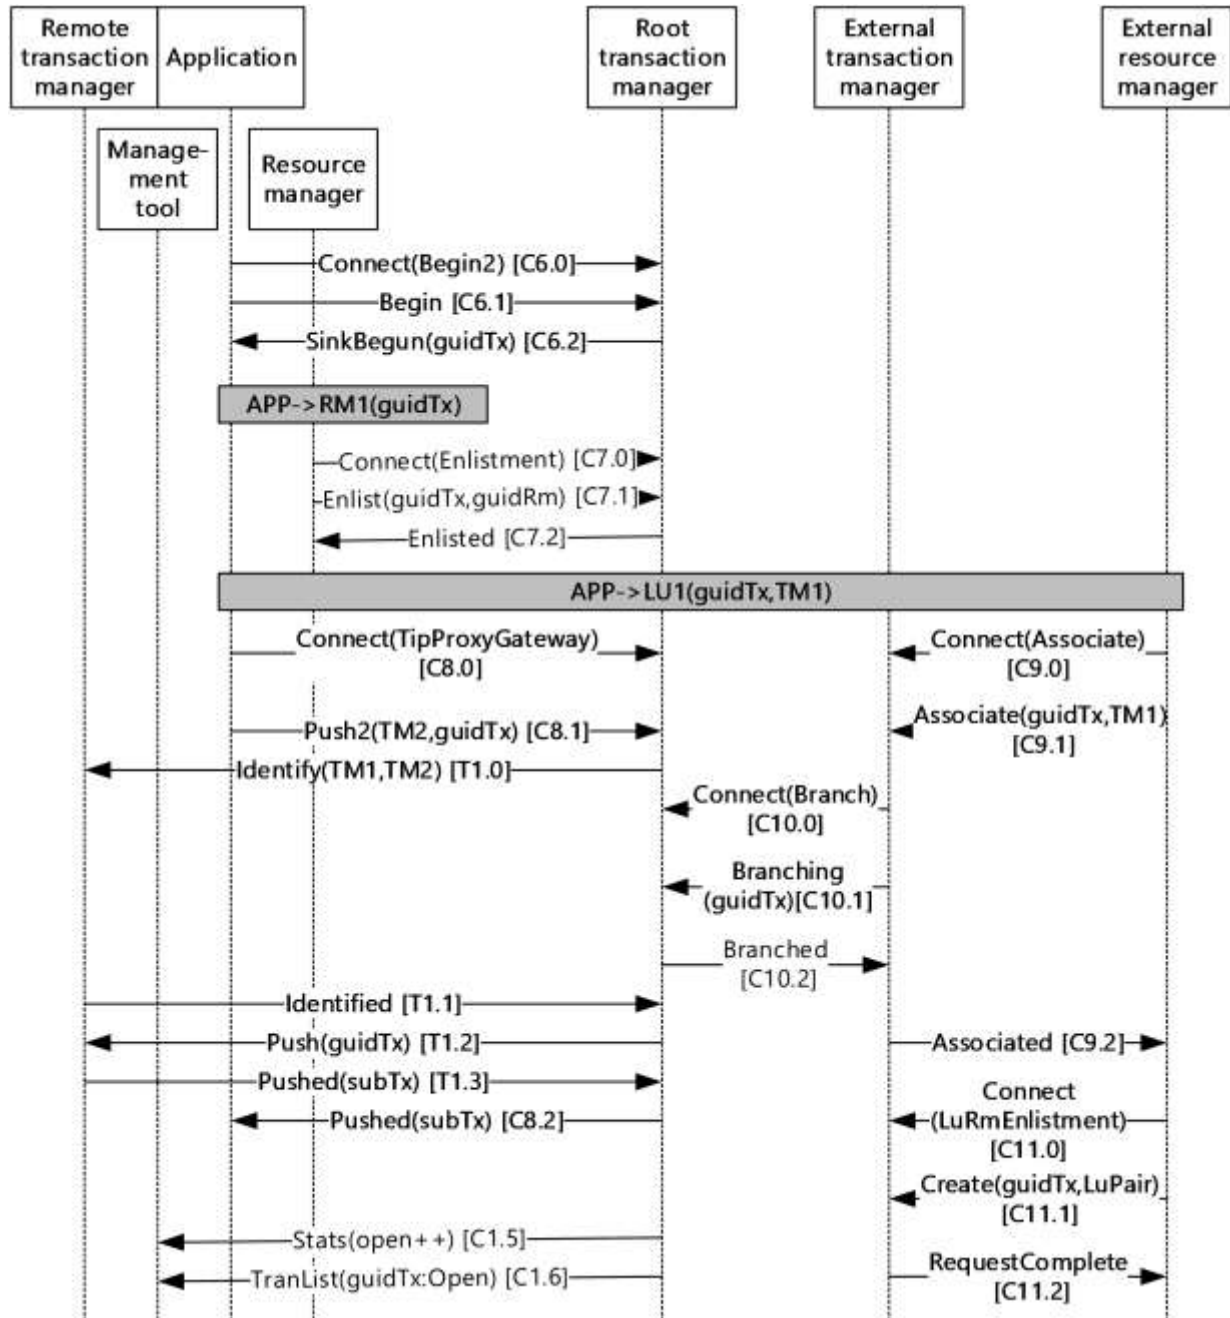 Remote
transaction
manager
Application
Root
transaction
manager
External
transaction
manager
External
resource
manager
Manage-
ment
tool
Resource
manager
Connect(Begin2) [C6.0]
Begin [C6.1]
SinkBegun(guidTx) [C6.2]
APP->RM1(guidTx)
Connect(Enlistment) [C7.0]
Enlist(guidTx,guidRm) [C7.1]
Enlisted [C7.2]
APP->LU1(guidTx,TM1)
Connect(TipProxyGateway)
[C8.0]
Connect(Associate)
[C9.0]
Push2(TM2,guidTx) [C8.1]
Associate(guidTx,TM1)
[C9.1]
Identify(TM1,TM2) [T1.0]
Connect(Branch)
[C10.0]
Branching
(guidTx)[C10.1]
Branched
[C10.2]
Identified [T1.1]
Push(guidTx) [T1.2]
Associated [C9.2]
Pushed(subTx) [T1.3]
Pushed(subTx) [C8.2]
Connect
(LuRmEnlistment)
[C11.0]
Create(guidTx,LuPair)
[C11.1]
Stats(open++) [C1.5]
TranList(guidTx:Open) [C1.6]
RequestComplete
[C11.2]